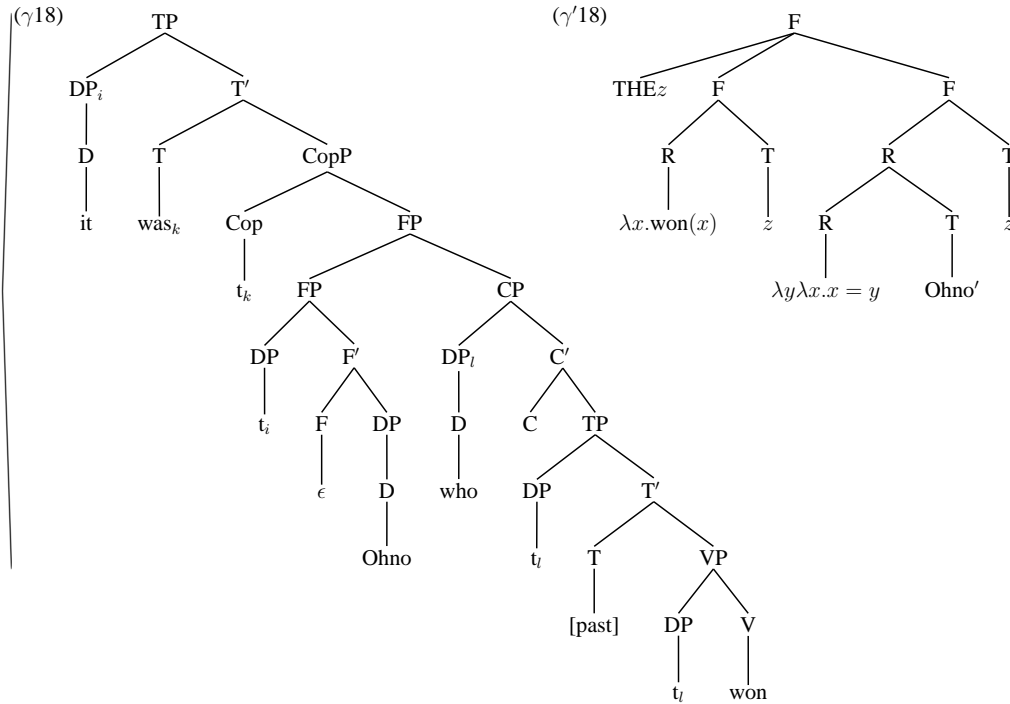 (γ18) TP (γ′18) F
DPᵢ T′ THEz F F
D T CopP R T R T
it wasₖ Cop FP λx.won(x) z R T z
tₖ FP CP λyλx.x = y Ohno′
DP F′ DPₗ C′
tᵢ F DP D C TP
ϵ D who DP T′
Ohno tₗ T VP
[past] DP V
tₗ won